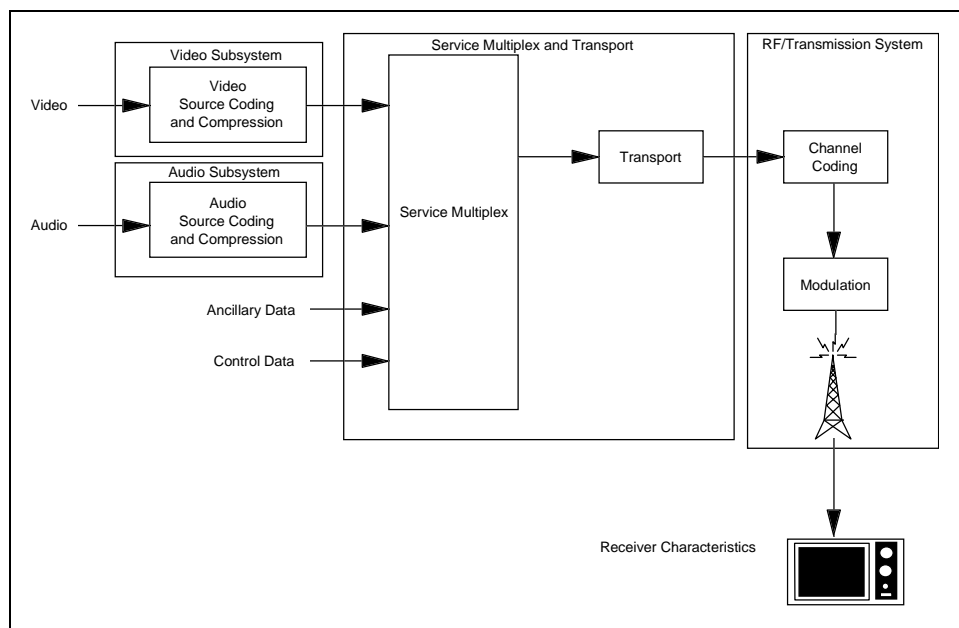 Service Multiplex and Transport
RF/Transmission System
Video Subsystem
Video
Source Coding
and Compression
Video
Audio Subsystem
Audio
Source Coding
and Compression
Audio
Service Multiplex
Transport
Channel
Coding
Modulation
Ancillary Data
Control Data
Receiver Characteristics